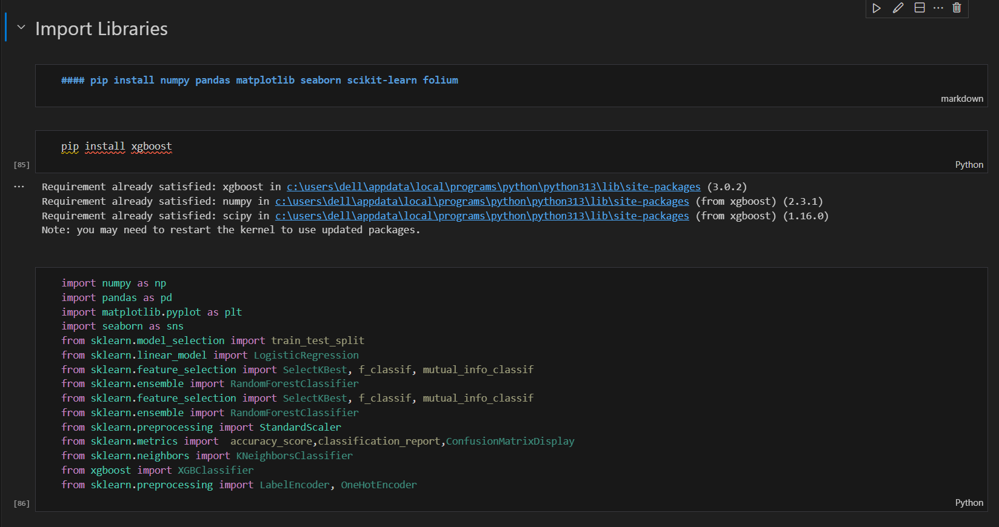 Import Libraries
#### pip install numpy pandas matplotlib seaborn scikit-learn folium
markdown
pip install xgboost
[85]
Python
Requirement already satisfied: xgboost in c:\users\dell\appdata\local\programs\python\python313\lib\site-packages (3.0.2)
Requirement already satisfied: numpy in c:\users\dell\appdata\local\programs\python\python313\lib\site-packages (from xgboost) (2.3.1)
Requirement already satisfied: scipy in c:\users\dell\appdata\local\programs\python\python313\lib\site-packages (from xgboost) (1.16.0)
Note: you may need to restart the kernel to use updated packages.
import numpy as np
import pandas as pd
import matplotlib.pyplot as plt
import seaborn as sns
from sklearn.model_selection import train_test_split
from sklearn.linear_model import LogisticRegression
from sklearn.feature_selection import SelectKBest, f_classif, mutual_info_classif
from sklearn.ensemble import RandomForestClassifier
from sklearn.feature_selection import SelectKBest, f_classif, mutual_info_classif
from sklearn.ensemble import RandomForestClassifier
from sklearn.preprocessing import StandardScaler
from sklearn.metrics import  accuracy_score,classification_report,ConfusionMatrixDisplay
from sklearn.neighbors import KNeighborsClassifier
from xgboost import XGBClassifier
from sklearn.preprocessing import LabelEncoder, OneHotEncoder
[86]
Python